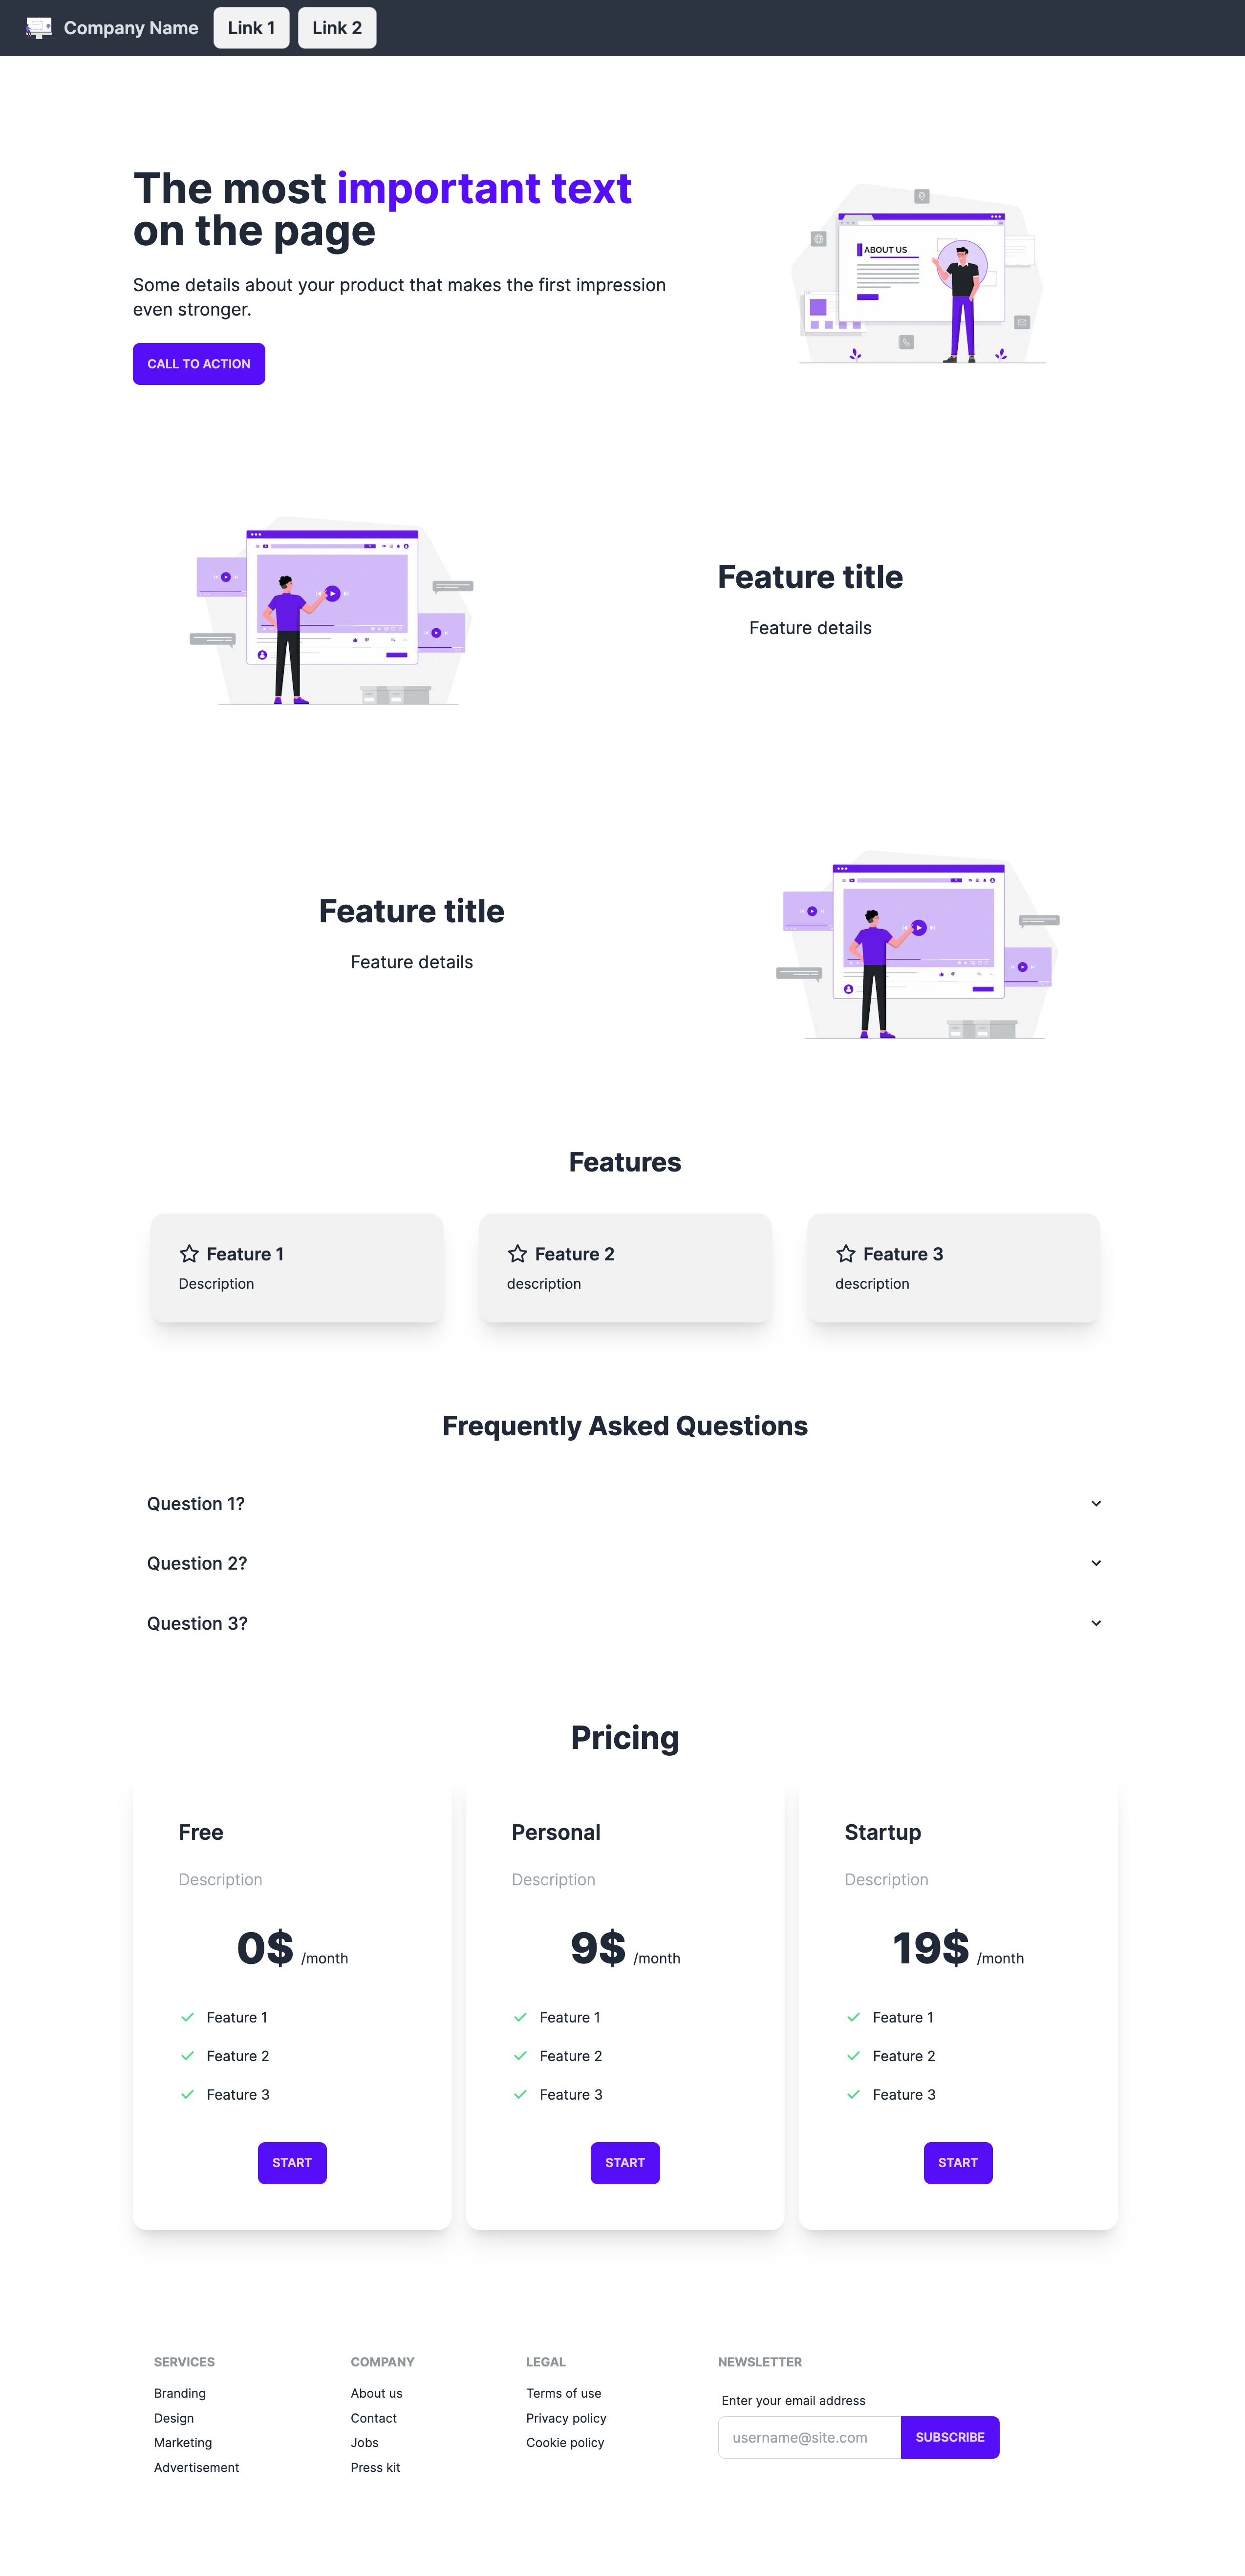 Company Name
Link 1
Link 2
The most important text
on the page
Some details about your product that makes the first impression
even stronger.
CALL TO ACTION
ABOUT US
Feature title
Feature details
Feature title
Feature details
Features
Feature 1
Description
Feature 2
description
Feature 3
description
Frequently Asked Questions
Question 1?
Question 2?
Question 3?
Pricing
Free
Description
0$ /month
Feature 1
Feature 2
Feature 3
START
Personal
Description
9$ /month
Feature 1
Feature 2
Feature 3
START
Startup
Description
19$ /month
Feature 1
Feature 2
Feature 3
START
SERVICES
Branding
Design
Marketing
Advertisement
COMPANY
About us
Contact
Jobs
Press kit
LEGAL
Terms of use
Privacy policy
Cookie policy
NEWSLETTER
Enter your email address
username@site.com
SUBSCRIBE